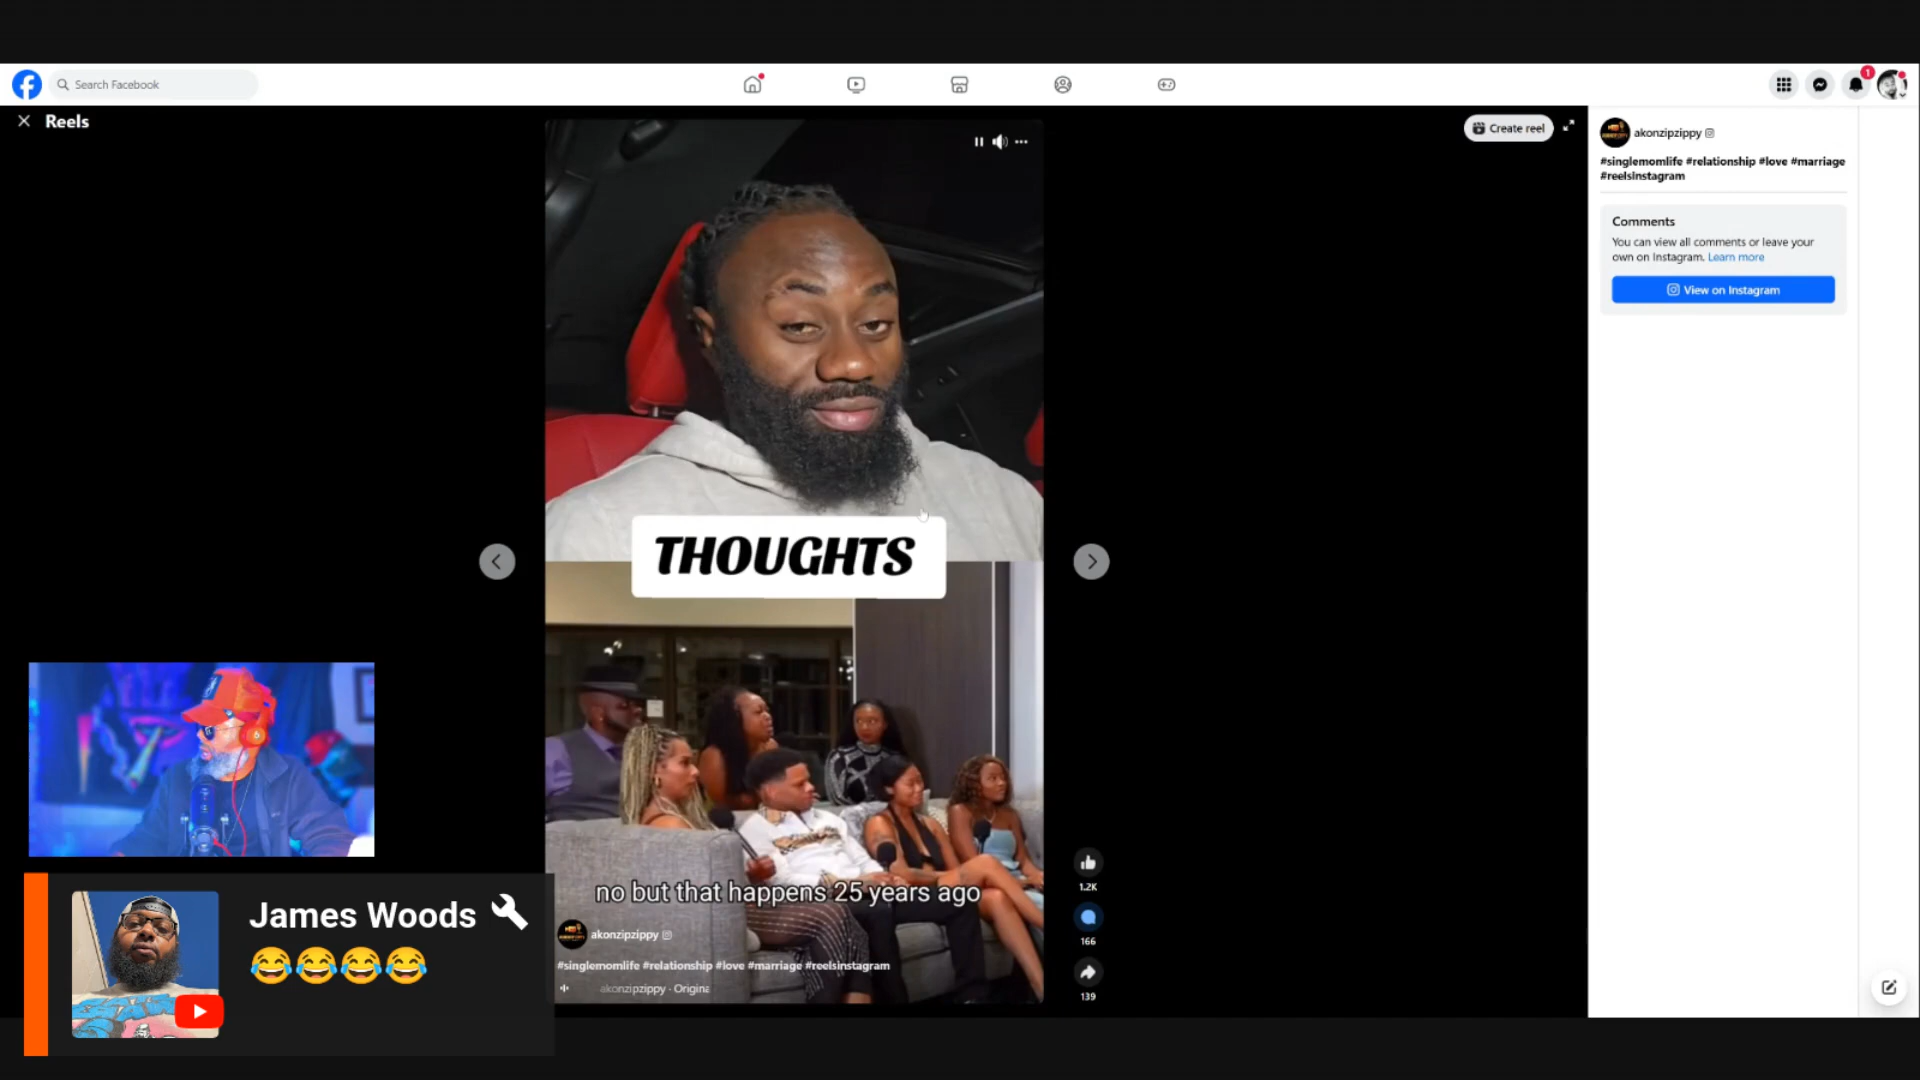 Search Facebook
1
Reels
Create reel
akonzipzippy
#singlemomlife #relationship #love #marriage
#reelsinstagram
Comments
You can view all comments or leave your
own on Instagram. Learn more
View on Instagram
THOUGHTS
no but that happens 25 years ago
akonzipzippy
#singlemomlife #relationship #love #marriage #reelsinstagram
akonzipzippy · Origina
1.2K
166
139
James Woods
😂😂😂😂